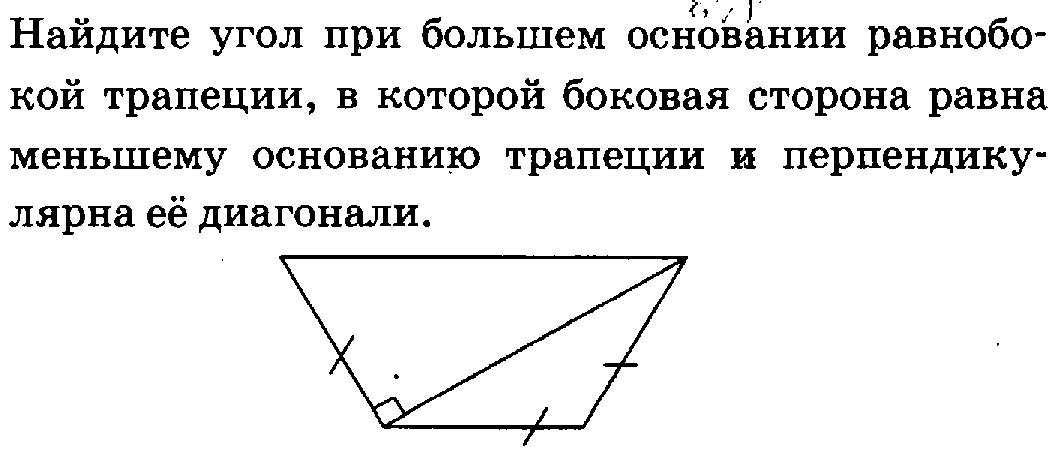 Найдите угол при большем основании равнобо-
кой трапеции, в которой боковая сторона равна
меньшему основанию трапеции и перпендику-
лярна её диагонали.